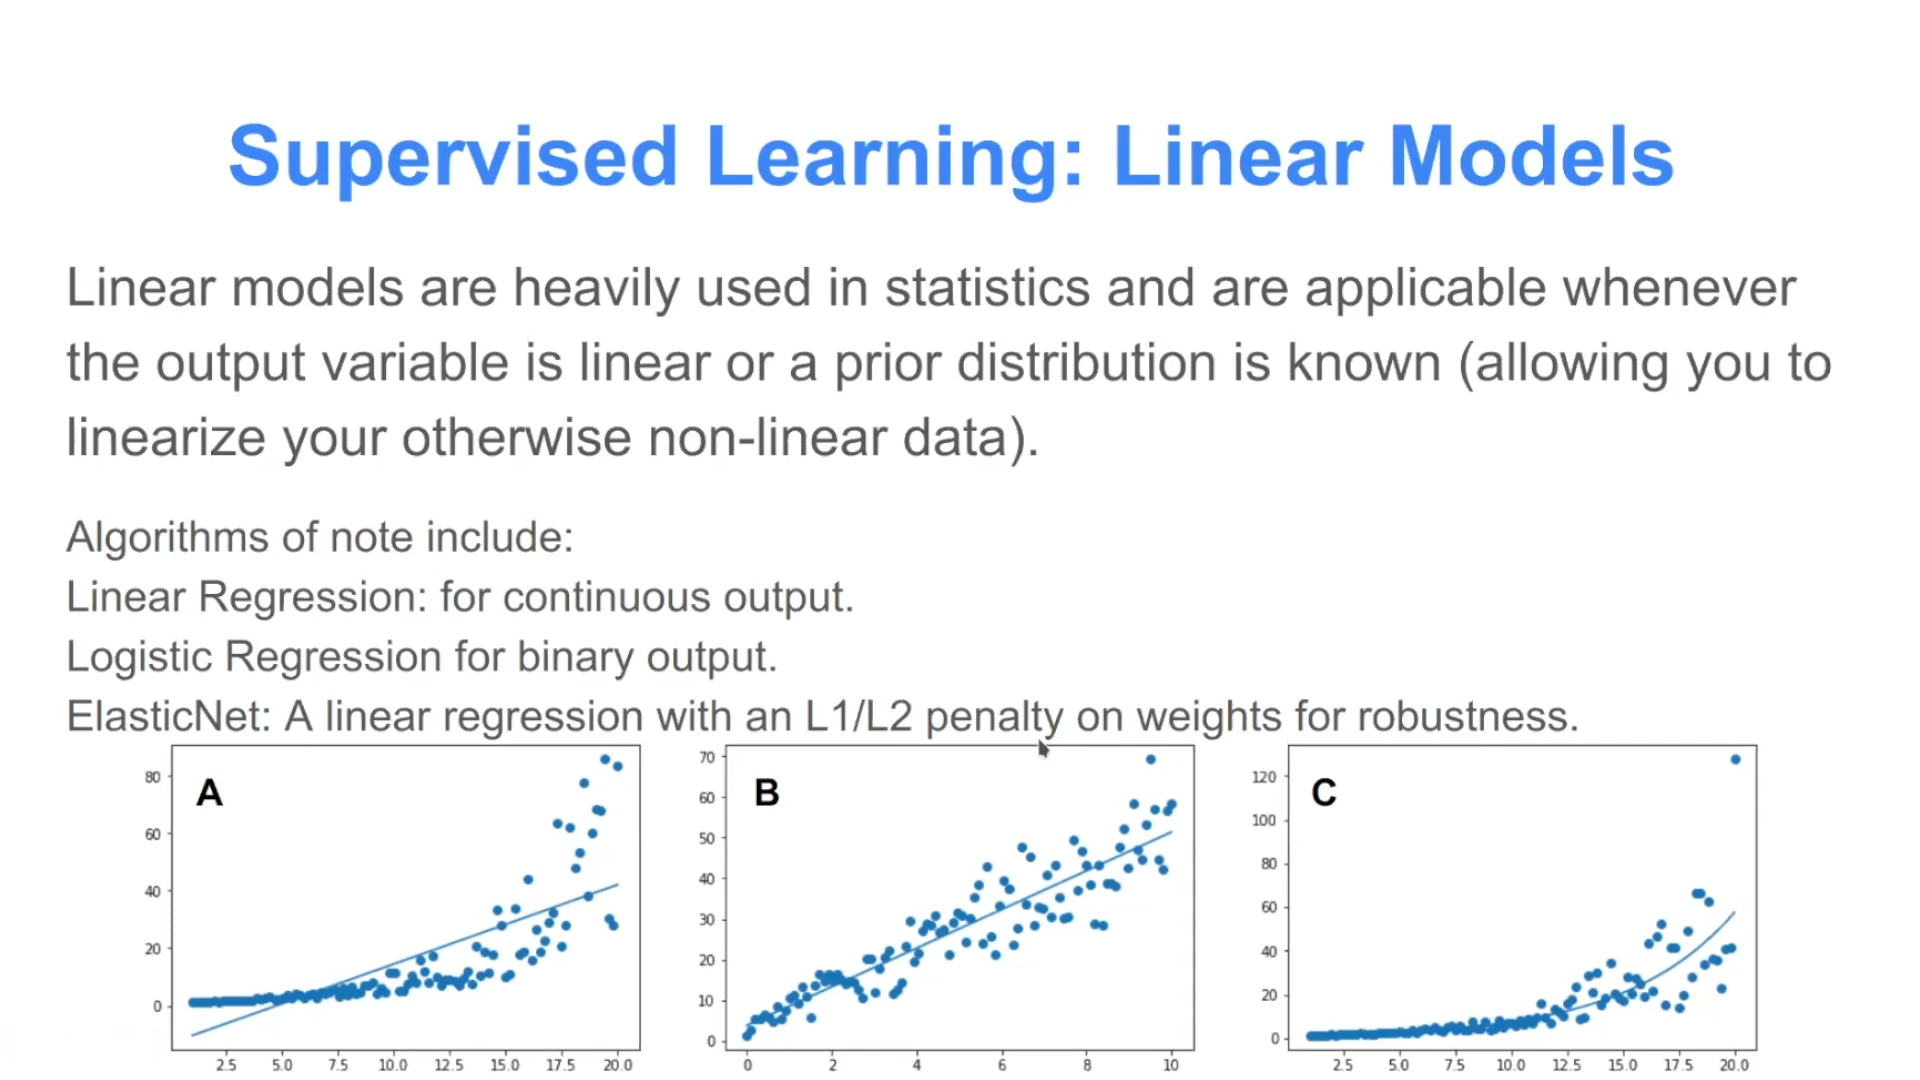 Supervised Learning: Linear Models
Linear models are heavily used in statistics and are applicable whenever
the output variable is linear or a prior distribution is known (allowing you to
linearize your otherwise non-linear data).
Algorithms of note include:
Linear Regression: for continuous output.
Logistic Regression for binary output.
ElasticNet: A linear regression with an L1/L2 penalty on weights for robustness.
A
80
60
40
20
0
2.5 5.0 7.5 10.0 12.5 15.0 17.5 20.0
B
70
60
50
40
30
20
10
0
0 2 4 6 8 10
C
120
100
80
60
40
20
0
2.5 5.0 7.5 10.0 12.5 15.0 17.5 20.0